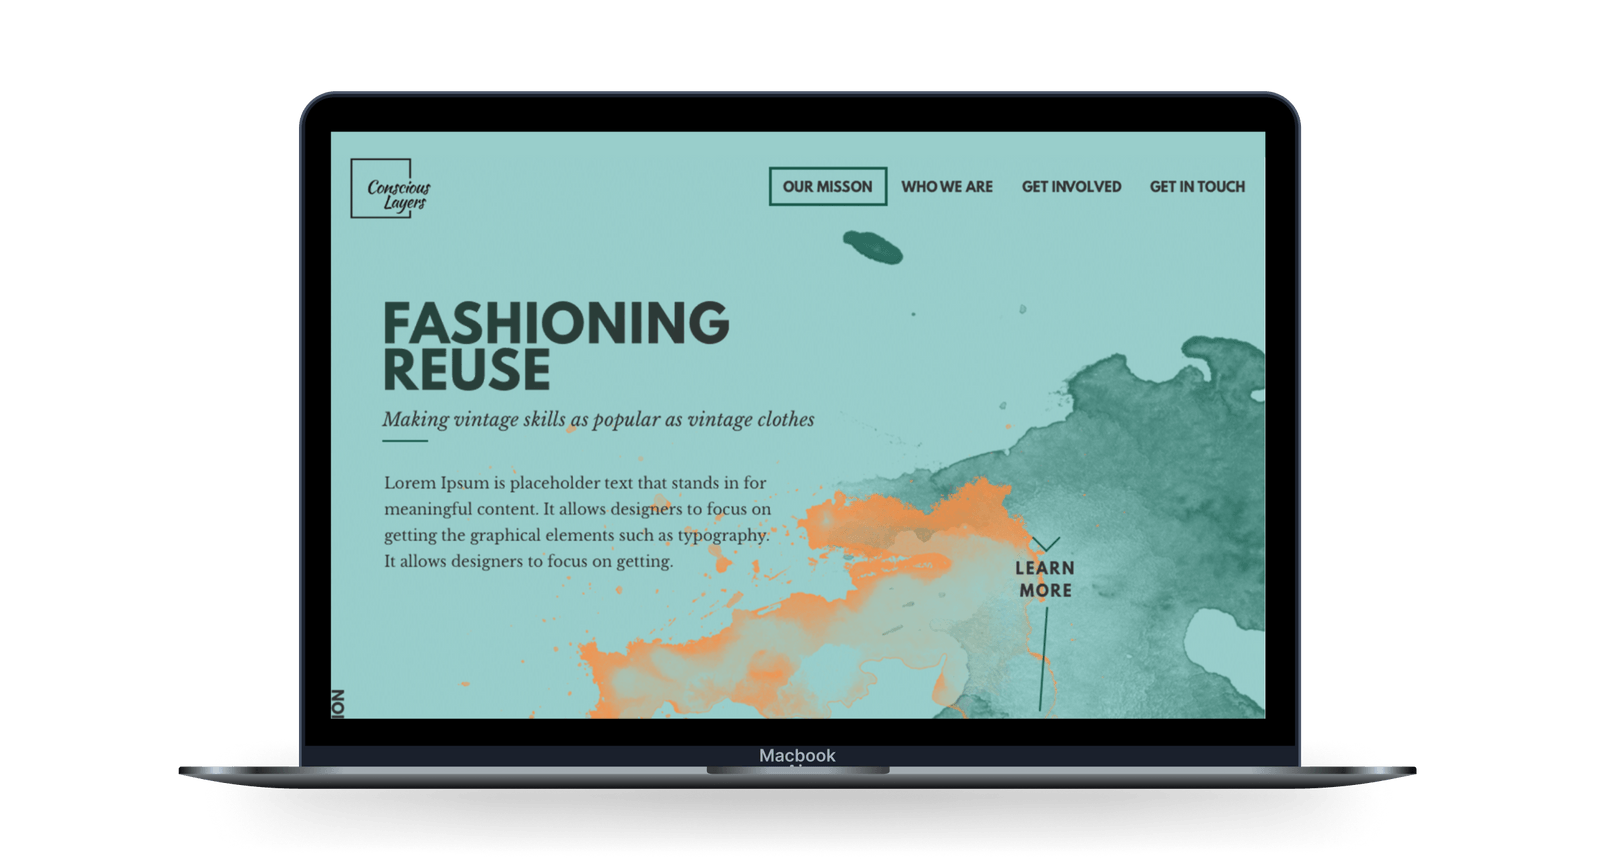 Conscious
Layers
OUR MISSON
WHO WE ARE
GET INVOLVED
GET IN TOUCH
FASHIONING
REUSE
Making vintage skills as popular as vintage clothes
Lorem Ipsum is placeholder text that stands in for
meaningful content. It allows designers to focus on
getting the graphical elements such as typography.
It allows designers to focus on getting.
LEARN
MORE
ION
Macbook